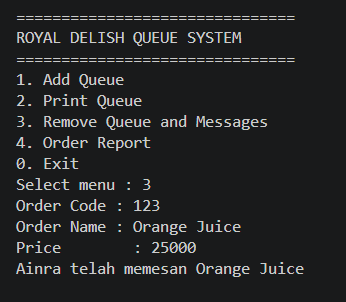 ===============================
ROYAL DELISH QUEUE SYSTEM
===============================
1. Add Queue
2. Print Queue
3. Remove Queue and Messages
4. Order Report
0. Exit
Select menu : 3
Order Code : 123
Order Name : Orange Juice
Price        : 25000
Ainra telah memesan Orange Juice